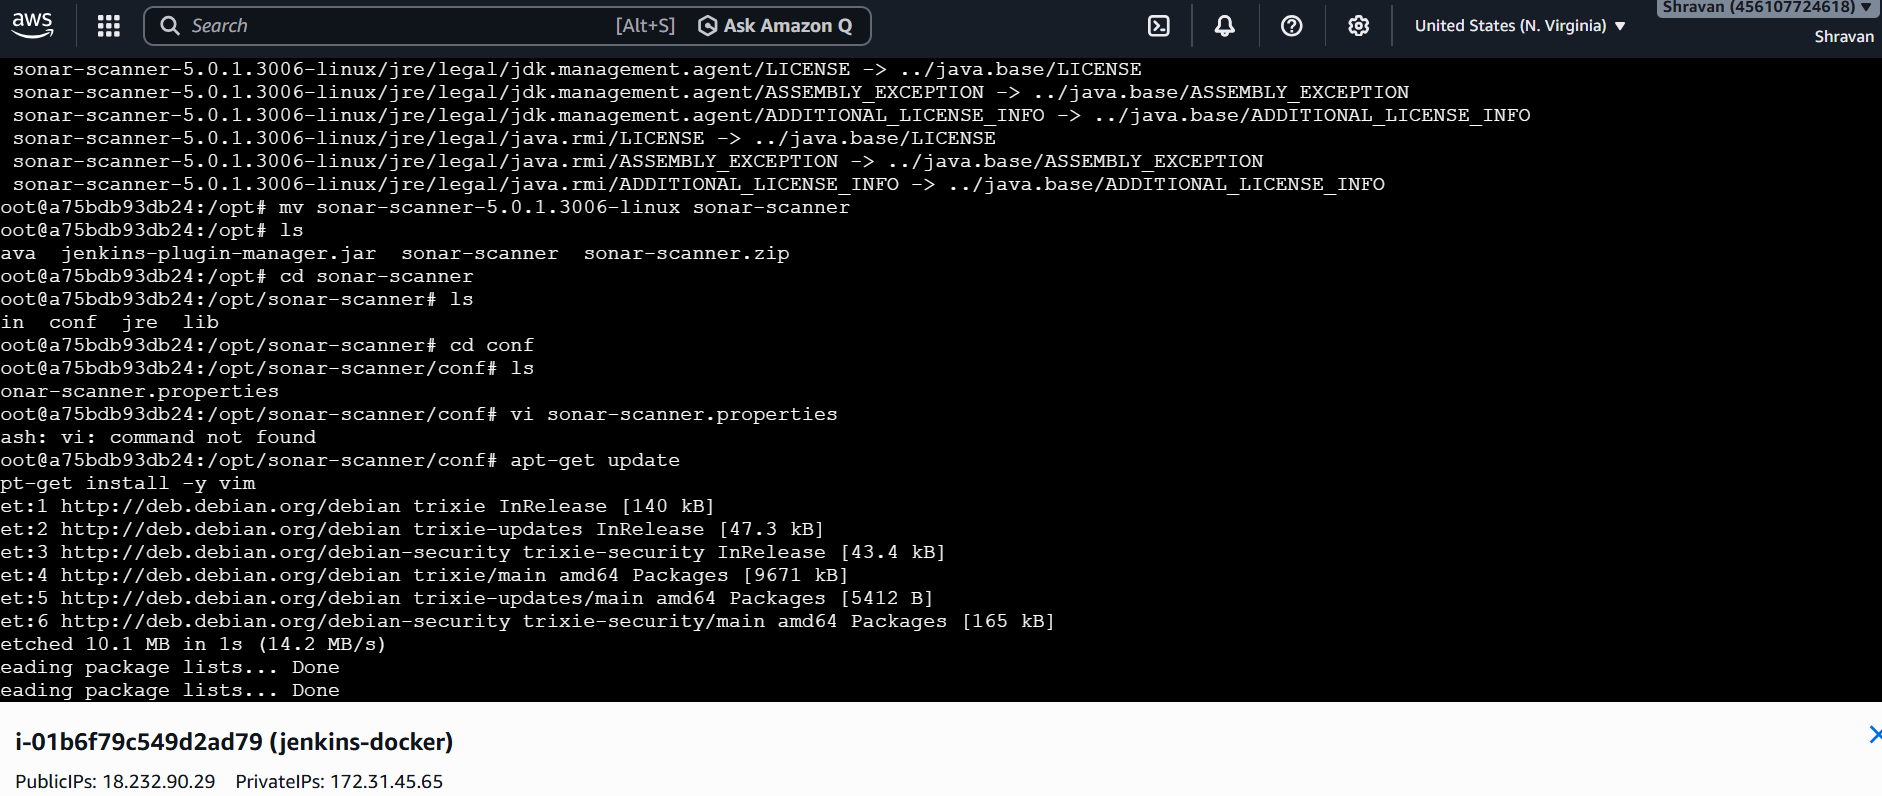 aws
Search [Alt+S] Ask Amazon Q
United States (N. Virginia) ▼
Shravan (456107724618) ▼
Shravan
sonar-scanner-5.0.1.3006-linux/jre/legal/jdk.management.agent/LICENSE -> ../java.base/LICENSE
sonar-scanner-5.0.1.3006-linux/jre/legal/jdk.management.agent/ASSEMBLY_EXCEPTION -> ../java.base/ASSEMBLY_EXCEPTION
sonar-scanner-5.0.1.3006-linux/jre/legal/jdk.management.agent/ADDITIONAL_LICENSE_INFO -> ../java.base/ADDITIONAL_LICENSE_INFO
sonar-scanner-5.0.1.3006-linux/jre/legal/java.rmi/LICENSE -> ../java.base/LICENSE
sonar-scanner-5.0.1.3006-linux/jre/legal/java.rmi/ASSEMBLY_EXCEPTION -> ../java.base/ASSEMBLY_EXCEPTION
sonar-scanner-5.0.1.3006-linux/jre/legal/java.rmi/ADDITIONAL_LICENSE_INFO -> ../java.base/ADDITIONAL_LICENSE_INFO
oot@a75bdb93db24:/opt# mv sonar-scanner-5.0.1.3006-linux sonar-scanner
oot@a75bdb93db24:/opt# ls
ava  jenkins-plugin-manager.jar  sonar-scanner  sonar-scanner.zip
oot@a75bdb93db24:/opt# cd sonar-scanner
oot@a75bdb93db24:/opt/sonar-scanner# ls
in  conf  jre  lib
oot@a75bdb93db24:/opt/sonar-scanner# cd conf
oot@a75bdb93db24:/opt/sonar-scanner/conf# ls
onar-scanner.properties
oot@a75bdb93db24:/opt/sonar-scanner/conf# vi sonar-scanner.properties
ash: vi: command not found
oot@a75bdb93db24:/opt/sonar-scanner/conf# apt-get update
pt-get install -y vim
et:1 http://deb.debian.org/debian trixie InRelease [140 kB]
et:2 http://deb.debian.org/debian trixie-updates InRelease [47.3 kB]
et:3 http://deb.debian.org/debian-security trixie-security InRelease [43.4 kB]
et:4 http://deb.debian.org/debian trixie/main amd64 Packages [9671 kB]
et:5 http://deb.debian.org/debian trixie-updates/main amd64 Packages [5412 B]
et:6 http://deb.debian.org/debian-security trixie-security/main amd64 Packages [165 kB]
etched 10.1 MB in 1s (14.2 MB/s)
eading package lists... Done
eading package lists... Done
i-01b6f79c549d2ad79 (jenkins-docker)
PublicIPs: 18.232.90.29 PrivateIPs: 172.31.45.65